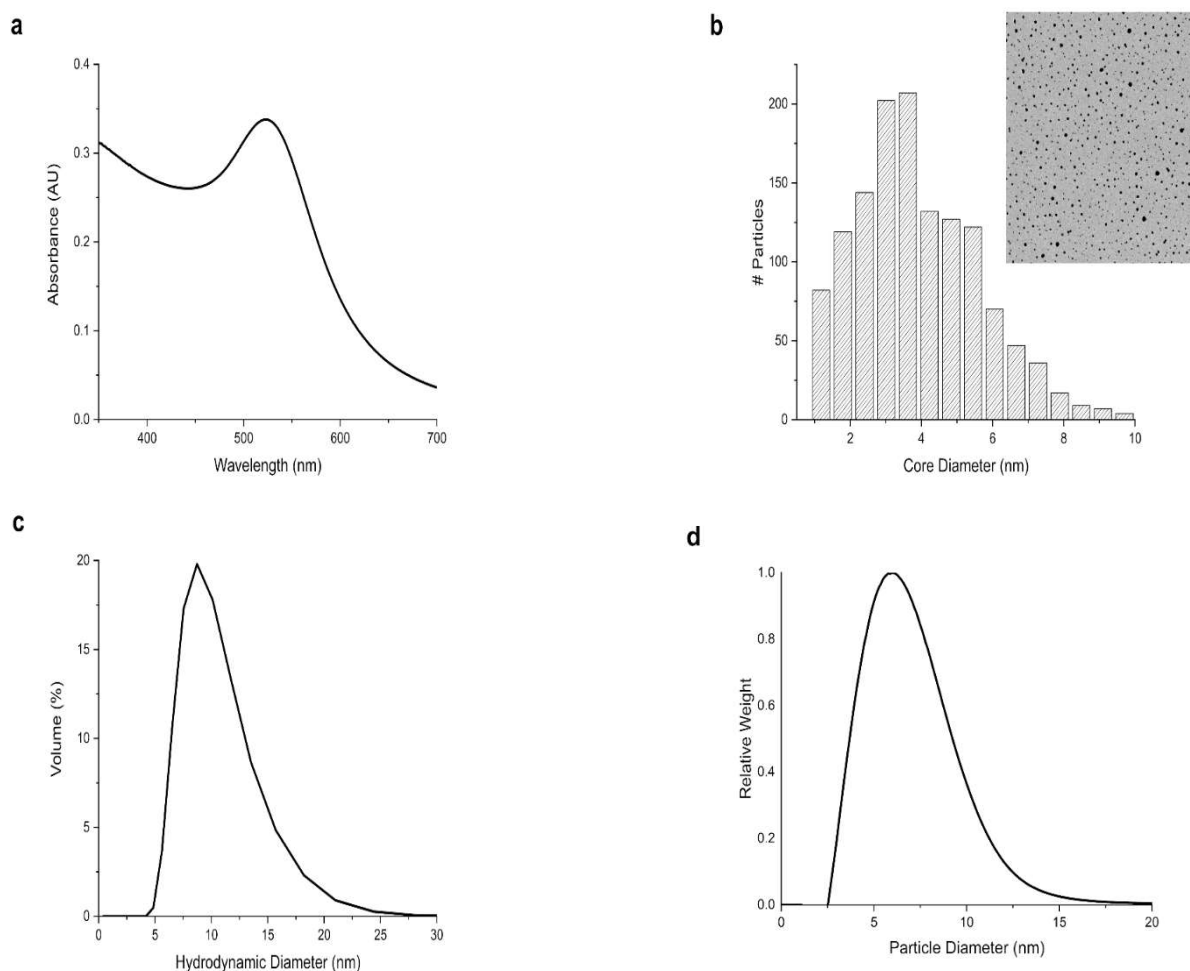 a
Absorbance (AU)
0.4
0.3
0.2
0.1
0.0
400 500 600 700
Wavelength (nm)
b
# Particles
200
150
100
50
0
2 4 6 8 10
Core Diameter (nm)
c
Volume (%)
20
15
10
5
0
0 5 10 15 20 25 30
Hydrodynamic Diameter (nm)
d
Relative Weight
1.0
0.8
0.6
0.4
0.2
0.0
0 5 10 15 20
Particle Diameter (nm)